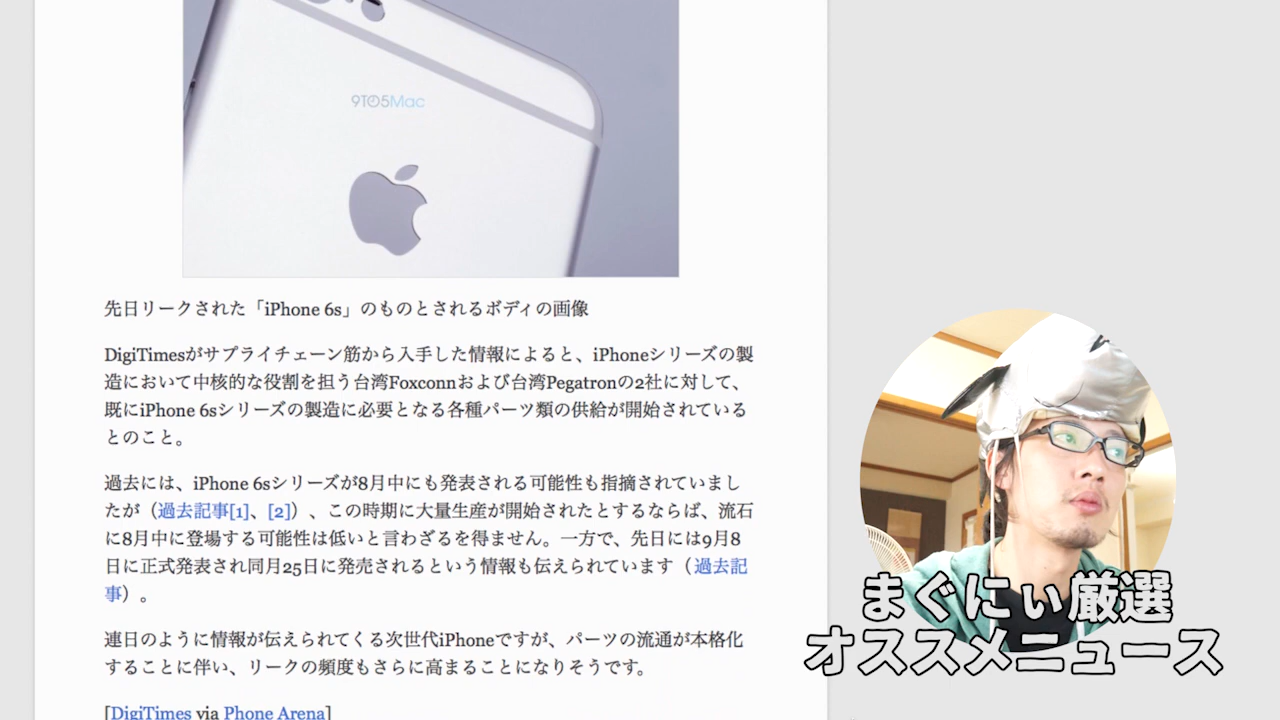 9TO5Mac
先日リークされた「iPhone 6s」のものとされるボディの画像
DigiTimesがサプライチェーン筋から入手した情報によると、iPhoneシリーズの製
造において中核的な役割を担う台湾Foxconnおよび台湾Pegatronの2社に対して、
既にiPhone 6sシリーズの製造に必要となる各種パーツ類の供給が開始されている
とのこと。
過去には、iPhone 6sシリーズが8月中にも発表される可能性も指摘されていまし
たが（過去記事[1]、[2]）、この時期に大量生産が開始されたとするならば、流石
に8月中に登場する可能性は低いと言わざるを得ません。一方で、先日には9月8
日に正式発表され同月25日に発売されるという情報も伝えられています（過去記
事）。
連日のように情報が伝えられてくる次世代iPhoneですが、パーツの流通が本格化
することに伴い、リークの頻度もさらに高まることになりそうです。
[DigiTimes via Phone Arena]
まぐにぃ厳選
オススメニュース